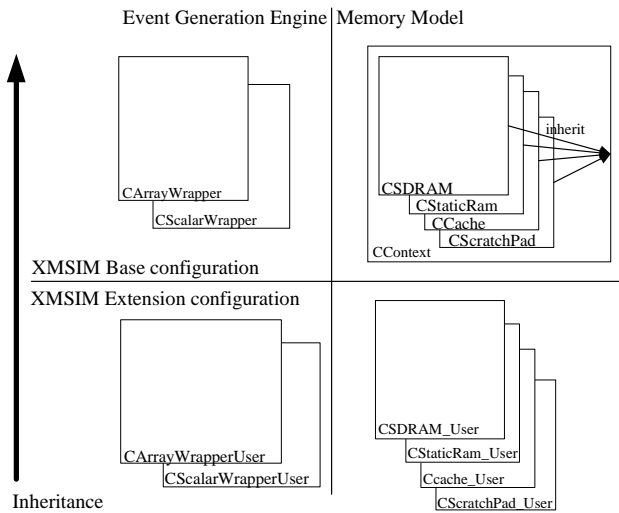 Event Generation Engine
Memory Model
inherit
CArrayWrapper
CScalarWrapper
CSDRAM
CStaticRam
CCache
CScratchPad
CContext
XMSIM Base configuration
XMSIM Extension configuration
CArrayWrapperUser
CScalarWrapperUser
CSDRAM_User
CStaticRam_User
Ccache_User
CScratchPad_User
Inheritance